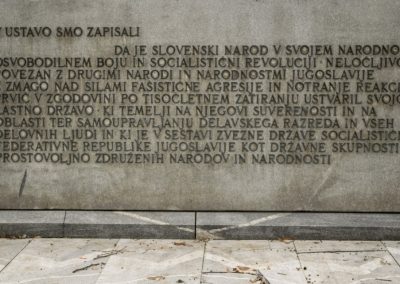 V USTAVO SMO ZAPISALI
DA JE SLOVENSKI NAROD V SVOJEM NARODNO
OSVOBODILNEM BOJU IN SOCIALISTIČNI REVOLUCIJI · NELOČLJIVO
POVEZAN Z DRUGIMI NARODI IN NARODNOSTMI JUGOSLAVIJE
Z ZMAGO NAD SILAMI FAŠISTIČNE AGRESIJE IN NOTRANJE REAKCI
PRVIČ V ZGODOVINI PO TISOČLETNEM ZATIRANJU USTVARIL SVOJO
LASTNO DRŽAVO · KI TEMELJI NA NJEGOVI SUVERENOSTI IN NA
OBLASTI TER SAMOUPRAVLJANJU DELAVSKEGA RAZREDA IN VSEH
DELOVNIH LJUDI IN KI JE V SESTAVI ZVEZNE DRŽAVE SOCIALISTIČ
FEDERATIVNE REPUBLIKE JUGOSLAVIJE KOT DRŽAVNE SKUPNOSTI
PROSTOVOLJNO ZDRUŽENIH NARODOV IN NARODNOSTI